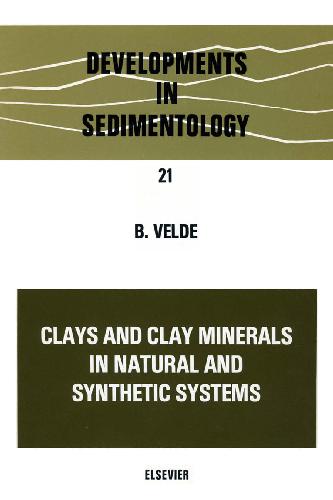 DEVELOPMENTS
IN
SEDIMENTOLOGY
21
B. VELDE
CLAYS AND CLAY MINERALS
IN NATURAL AND
SYNTHETIC SYSTEMS
ELSEVIER